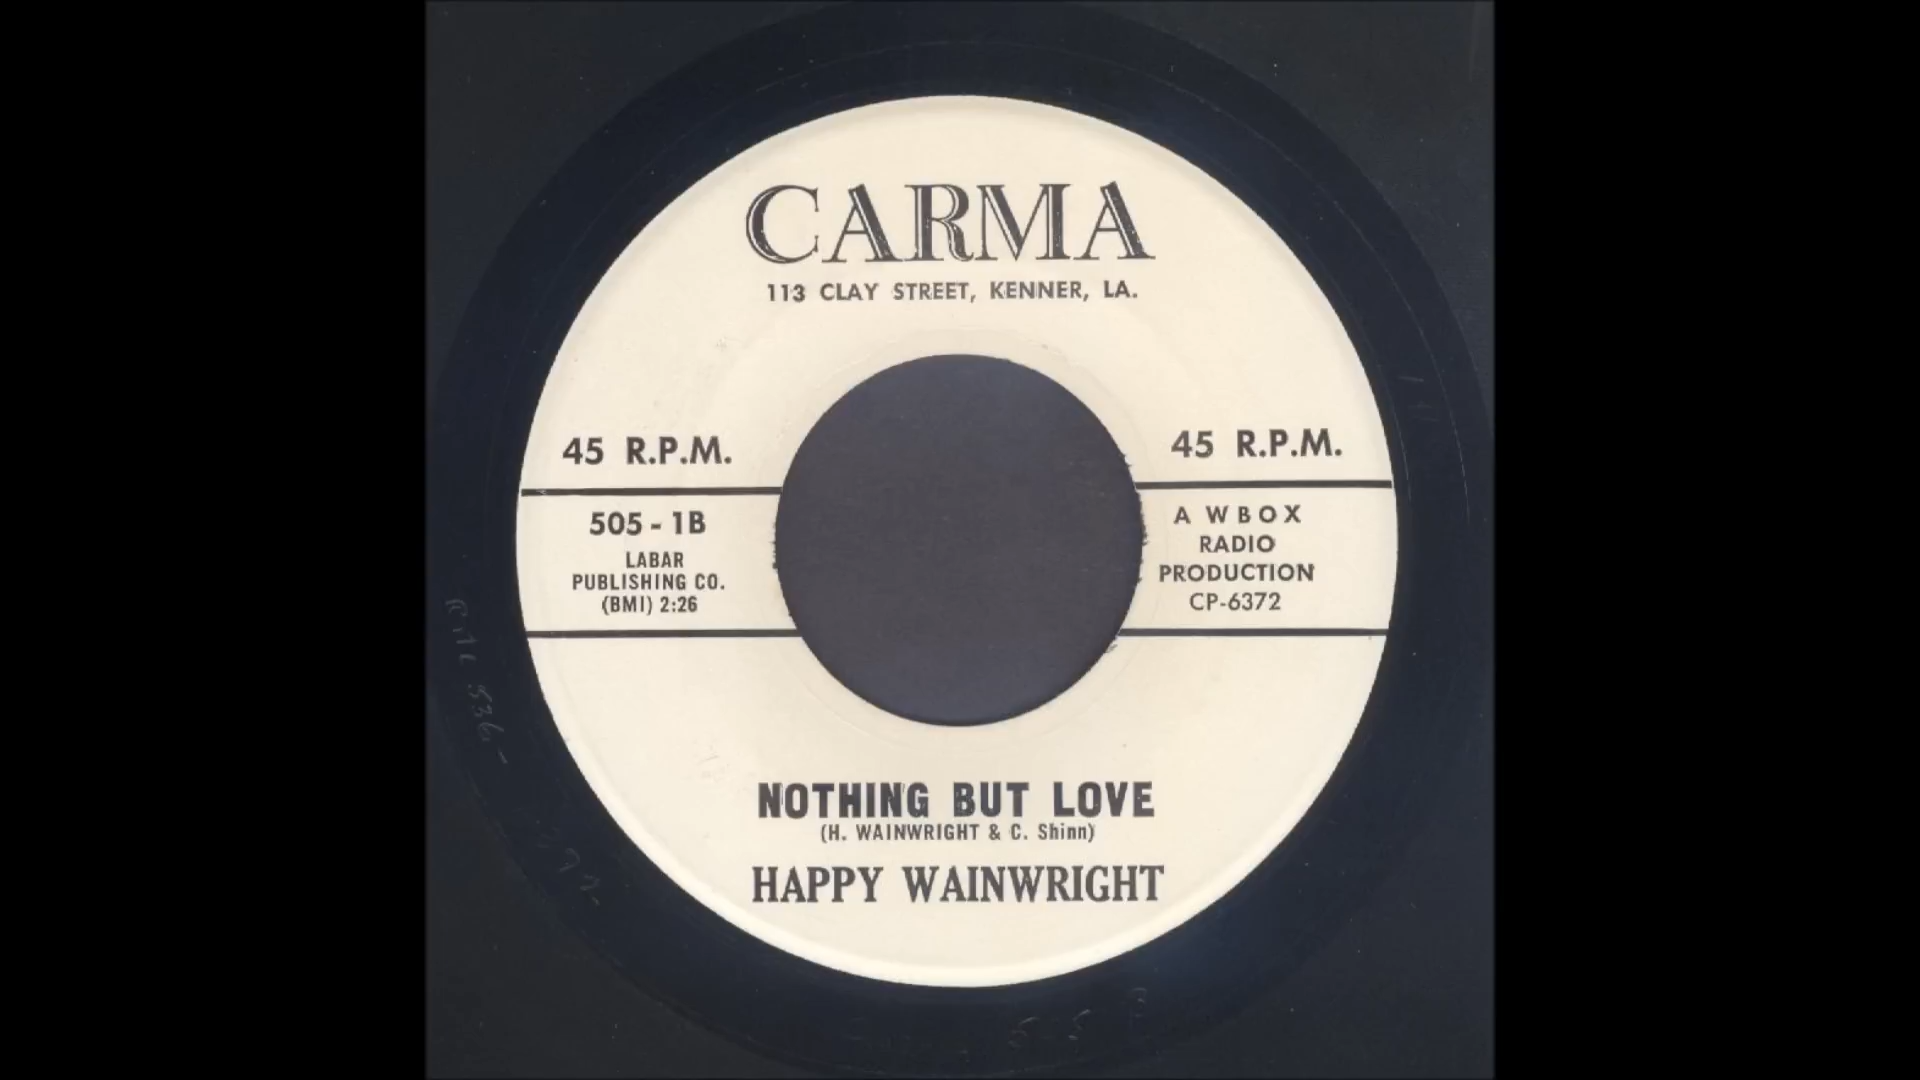 CARMA
113 CLAY STREET, KENNER, LA.
45 R.P.M.
45 R.P.M.
505 - 1B
LABAR
PUBLISHING CO.
(BMI) 2:26
A WBOX
RADIO
PRODUCTION
CP-6372
NOTHING BUT LOVE
(H. WAINWRIGHT & C. Shinn)
HAPPY WAINWRIGHT